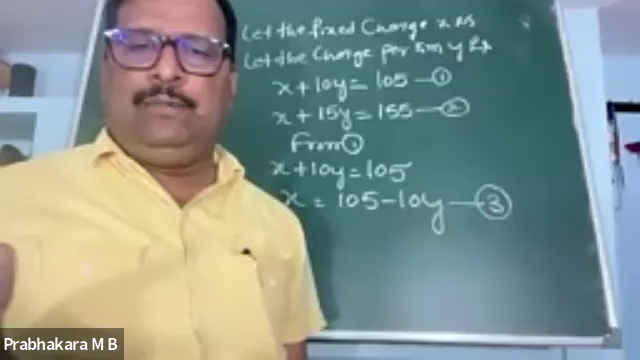 Let the fixed Charge x Rs
Let the Charge per km y Rs
x + 10y = 105 — ①
x + 15y = 155 — ②
From ①
x + 10y = 105
x = 105 - 10y — ③
Prabhakara M B